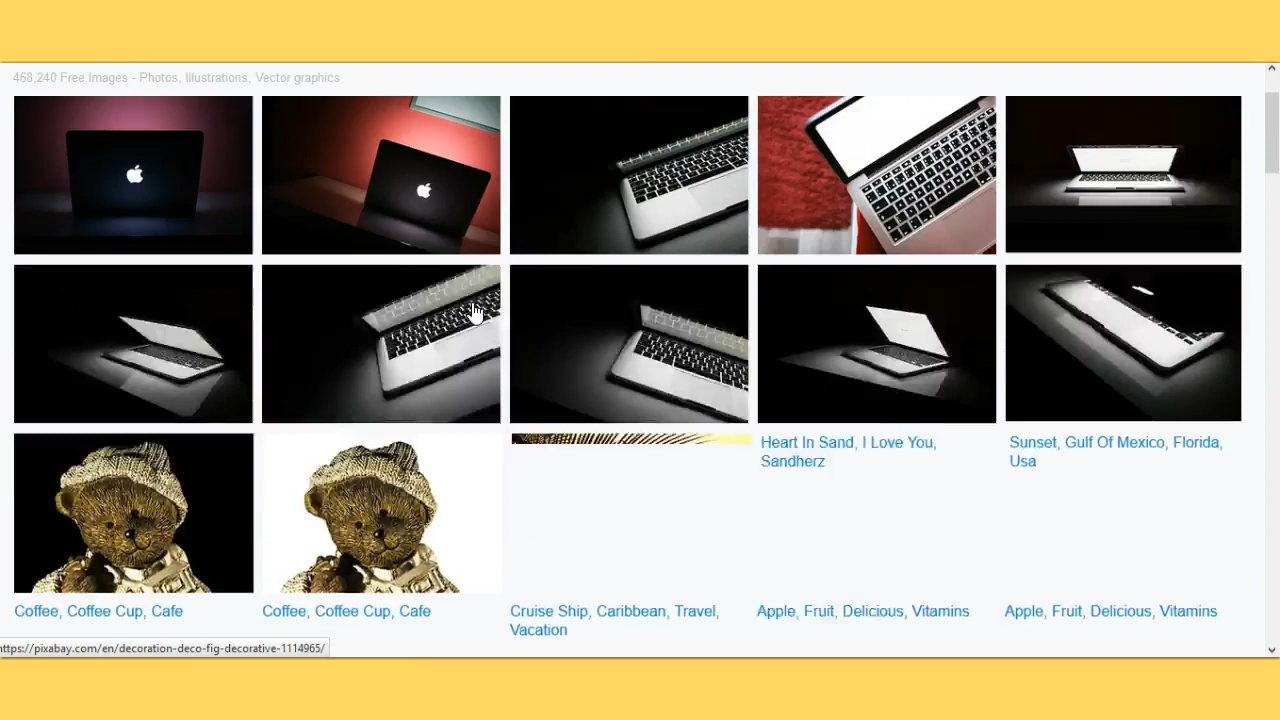 468,240 Free Images - Photos, Illustrations, Vector graphics
Heart In Sand, I Love You,
Sandherz
Sunset, Gulf Of Mexico, Florida,
Usa
Coffee, Coffee Cup, Cafe
Coffee, Coffee Cup, Cafe
Cruise Ship, Caribbean, Travel,
Vacation
Apple, Fruit, Delicious, Vitamins
Apple, Fruit, Delicious, Vitamins
https://pixabay.com/en/decoration-deco-fig-decorative-1114965/